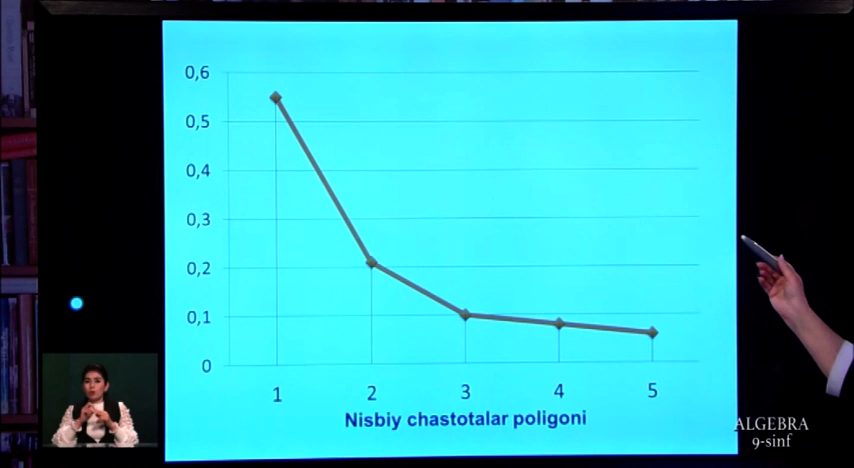 0,6
0,5
0,4
0,3
0,2
0,1
0
1 2 3 4 5
Nisbiy chastotalar poligoni
ALGEBRA
9-sinf